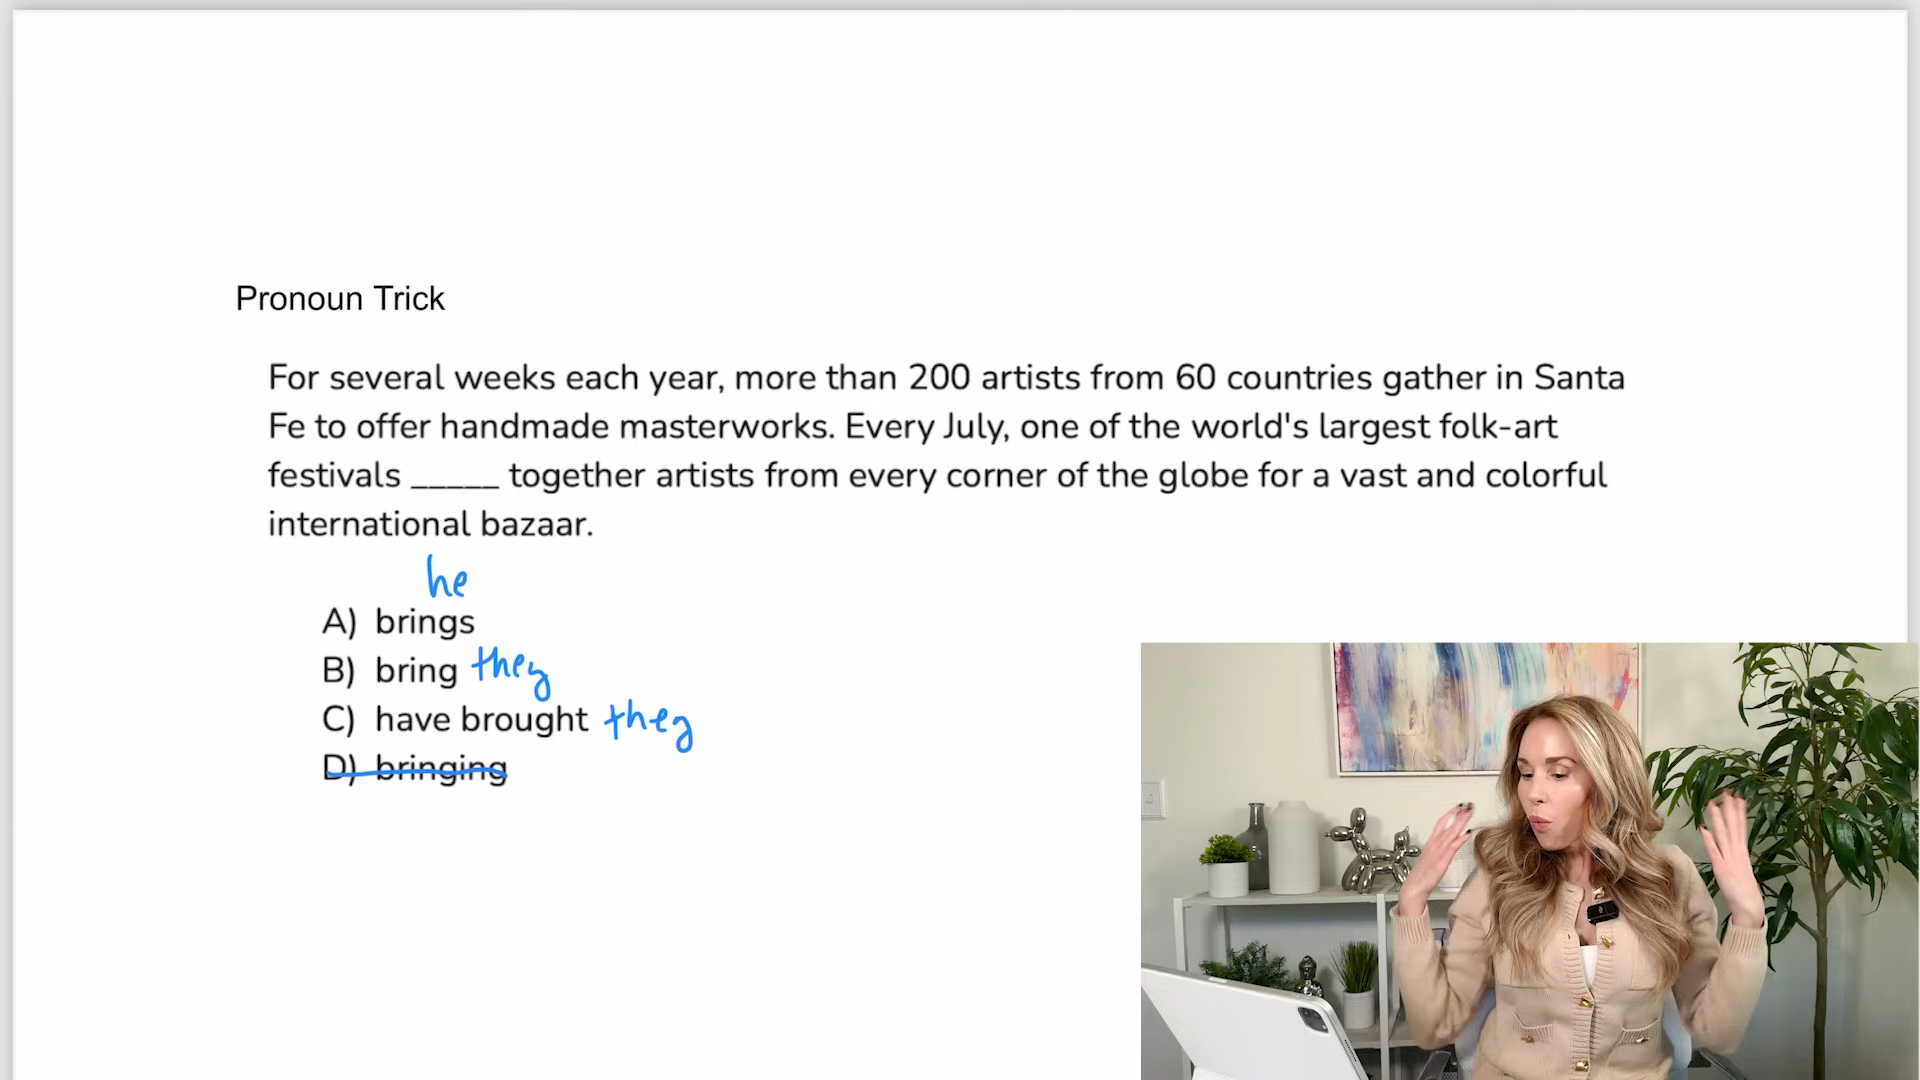 Pronoun Trick
For several weeks each year, more than 200 artists from 60 countries gather in Santa
Fe to offer handmade masterworks. Every July, one of the world's largest folk-art
festivals _____ together artists from every corner of the globe for a vast and colorful
international bazaar.
he
A) brings
B) bring they
C) have brought they
D) bringing